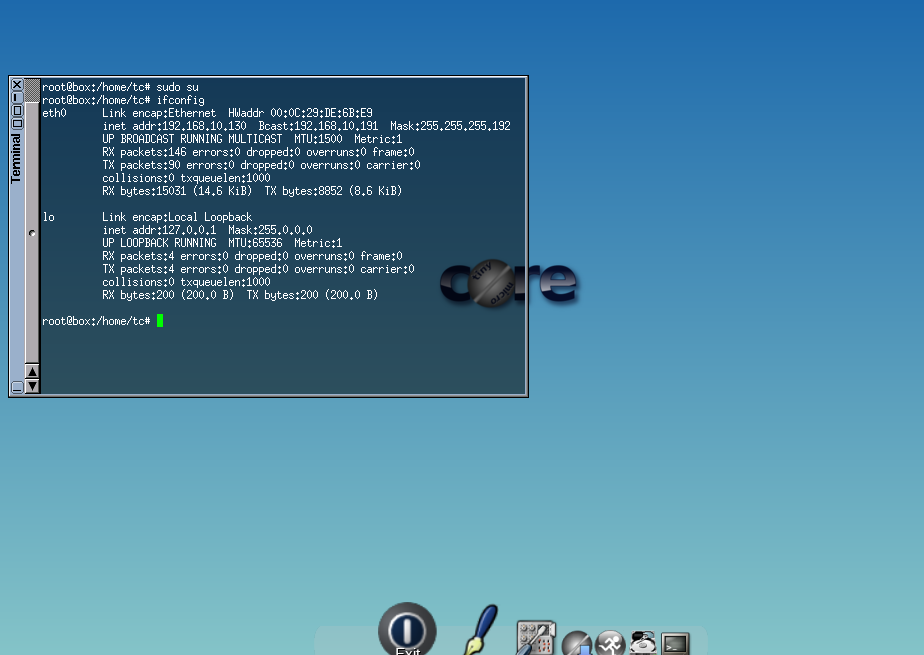 root@box:/home/tc# sudo su
root@box:/home/tc# ifconfig
eth0 Link encap:Ethernet HWaddr 00:0C:29:DE:6B:E9
inet addr:192.168.10.130 Bcast:192.168.10.191 Mask:255.255.255.192
UP BROADCAST RUNNING MULTICAST MTU:1500 Metric:1
RX packets:146 errors:0 dropped:0 overruns:0 frame:0
TX packets:90 errors:0 dropped:0 overruns:0 carrier:0
collisions:0 txqueuelen:1000
RX bytes:15031 (14.6 KiB) TX bytes:8852 (8.6 KiB)
lo Link encap:Local Loopback
inet addr:127.0.0.1 Mask:255.0.0.0
UP LOOPBACK RUNNING MTU:65536 Metric:1
RX packets:4 errors:0 dropped:0 overruns:0 frame:0
TX packets:4 errors:0 dropped:0 overruns:0 carrier:0
collisions:0 txqueuelen:1000
RX bytes:200 (200.0 B) TX bytes:200 (200.0 B)
root@box:/home/tc#
Terminal
core
tiny
micro
Exit